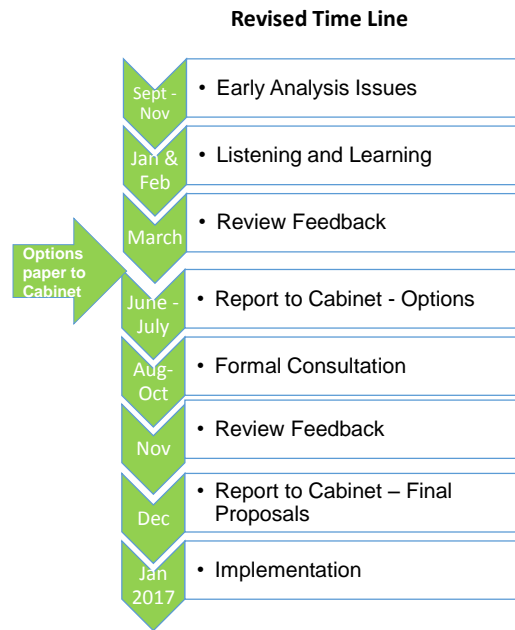 Revised Time Line
Sept -
Nov
• Early Analysis Issues
Jan &
Feb
• Listening and Learning
March
• Review Feedback
Options
paper to
Cabinet
June -
July
• Report to Cabinet - Options
Aug-
Oct
• Formal Consultation
Nov
• Review Feedback
Dec
• Report to Cabinet – Final
Proposals
Jan
2017
• Implementation